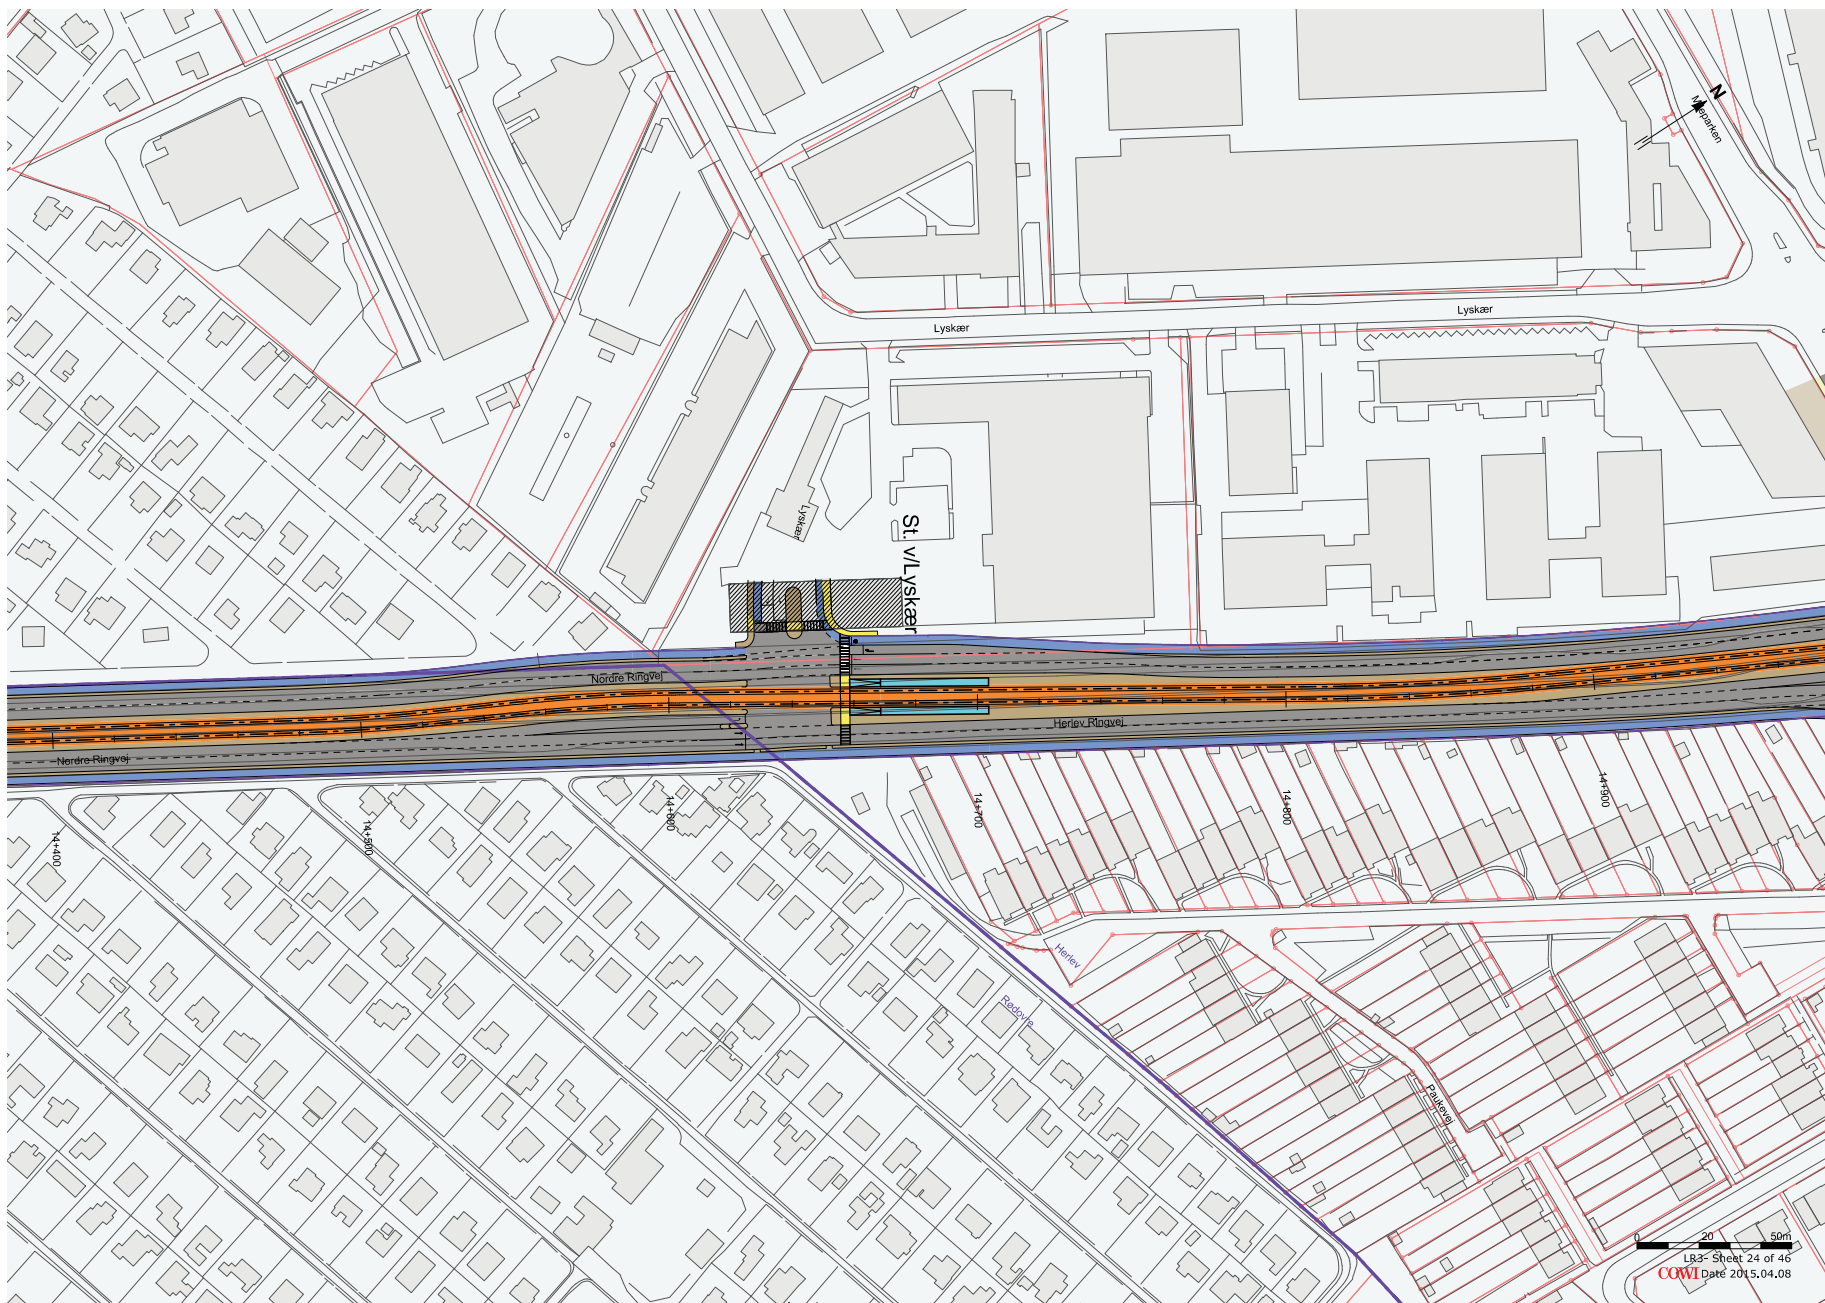 N
Mileparken
Lyskær
Lyskær
Lyskær
St. v/Lyskær
Nordre Ringvej
Herlev Ringvej
Nordre Ringvej
14+400
14+500
14+600
14+700
14+800
14+900
Herlev
Rødovre
Paukevej
0 20 50m
LR3- Sheet 24 of 46
COWI Date 2015.04.08